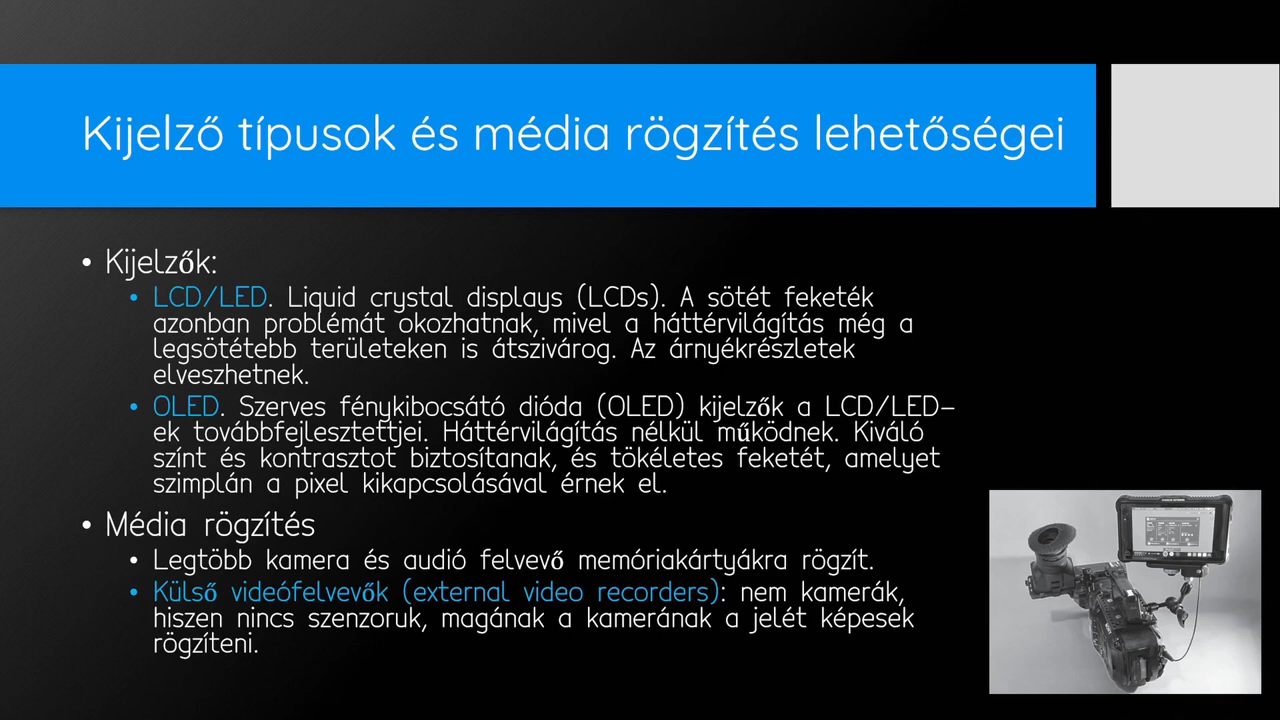 Kijelző típusok és média rögzítés lehetőségei
• Kijelzők:
• LCD/LED. Liquid crystal displays (LCDs). A sötét feketék
azonban problémát okozhatnak, mivel a háttérvilágítás még a
legsötétebb területeken is átszivárog. Az árnyékrészletek
elveszhetnek.
• OLED. Szerves fénykibocsátó dióda (OLED) kijelzők a LCD/LED-
ek továbbfejlesztettjei. Háttérvilágítás nélkül működnek. Kiváló
színt és kontrasztot biztosítanak, és tökéletes feketét, amelyet
szimplán a pixel kikapcsolásával érnek el.
• Média rögzítés
• Legtöbb kamera és audió felvevő memóriakártyákra rögzít.
• Külső videófelvevők (external video recorders): nem kamerák,
hiszen nincs szenzoruk, magának a kamerának a jelét képesek
rögzíteni.